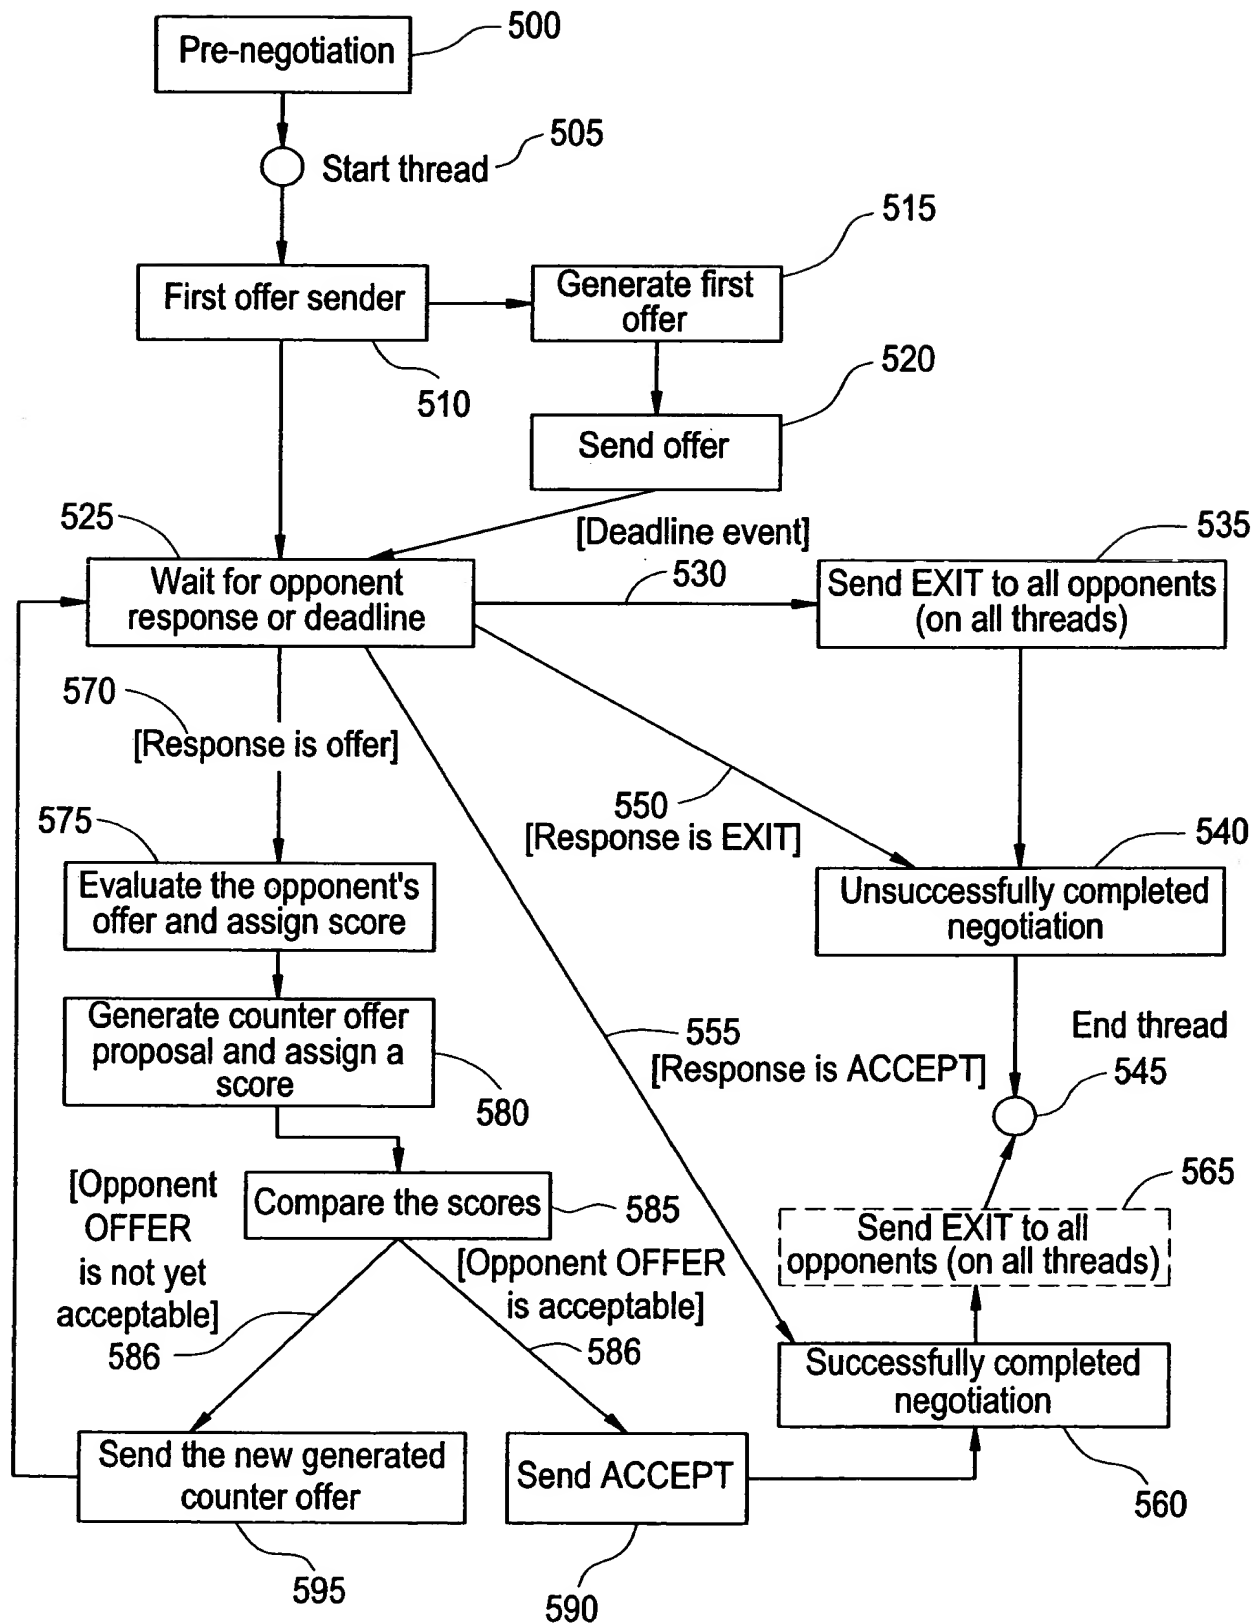 Pre-negotiation
500
505
Start thread
515
First offer sender
Generate first
offer
510
520
Send offer
525
[Deadline event]
530
535
Wait for opponent
response or deadline
Send EXIT to all opponents
(on all threads)
570
[Response is offer]
550
[Response is EXIT]
575
540
Evaluate the opponent's
offer and assign score
Unsuccessfully completed
negotiation
Generate counter offer
proposal and assign a
score
580
555
[Response is ACCEPT]
End thread
545
[Opponent
OFFER
is not yet
acceptable]
586
Compare the scores
585
565
Send EXIT to all
opponents (on all threads)
[Opponent OFFER
is acceptable]
586
Successfully completed
negotiation
560
Send the new generated
counter offer
595
Send ACCEPT
590